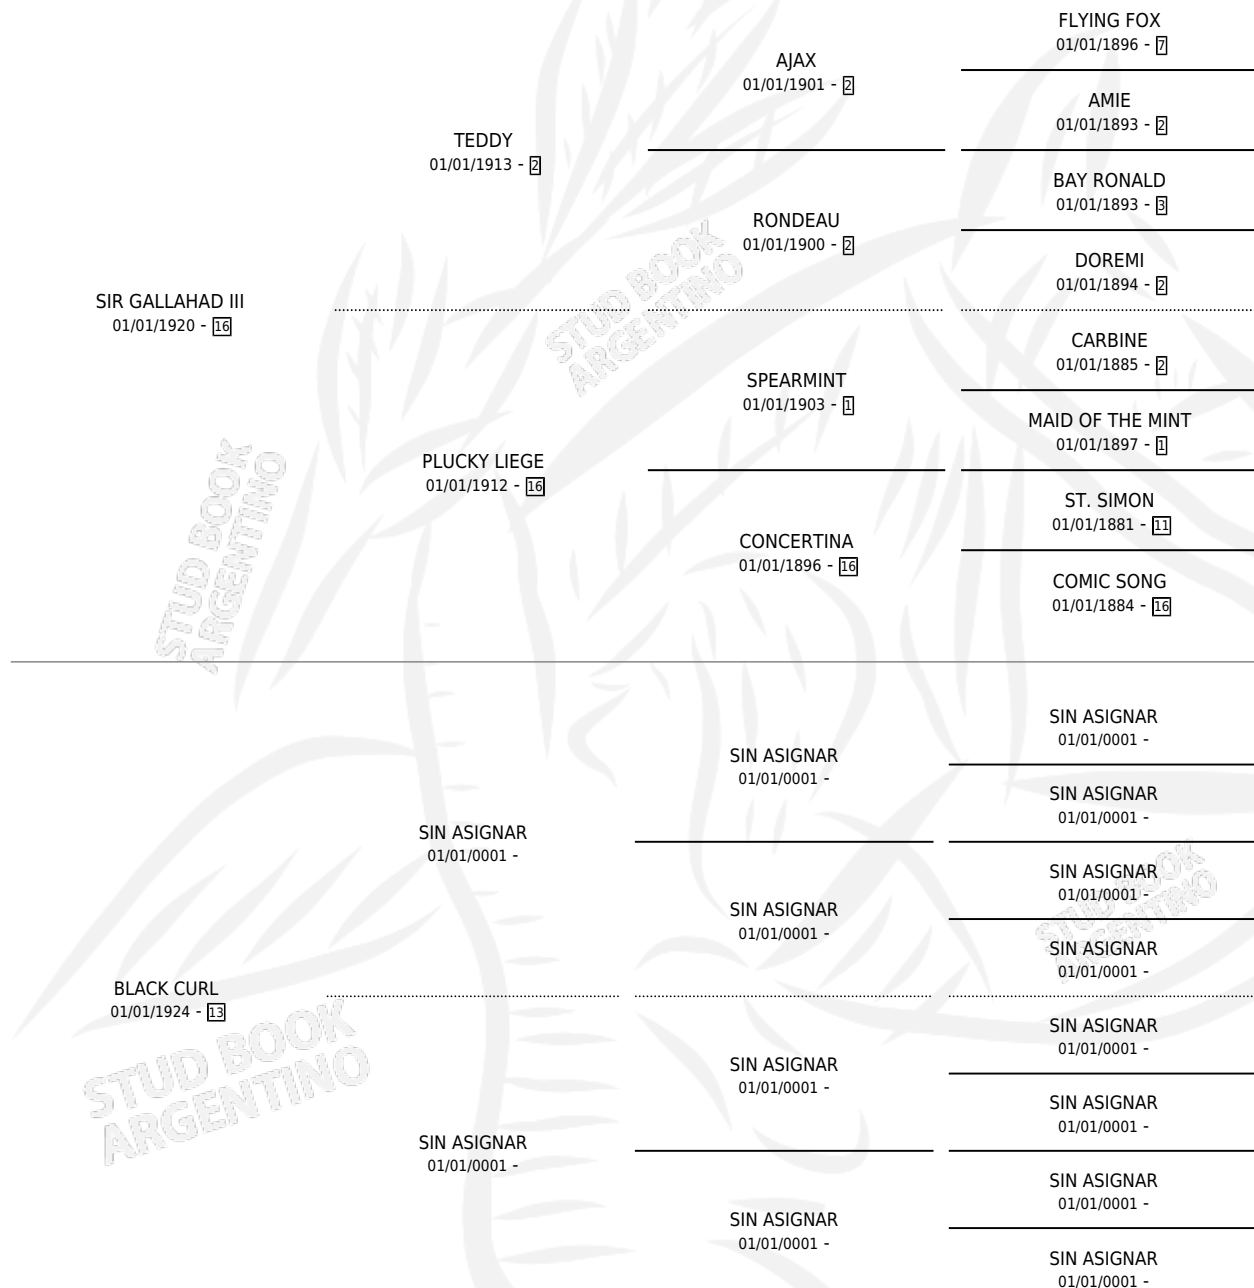 FLYING FOX
01/01/1896 - 7
AJAX
01/01/1901 - 2
AMIE
01/01/1893 - 2
TEDDY
01/01/1913 - 2
BAY RONALD
01/01/1893 - 3
RONDEAU
01/01/1900 - 2
DOREMI
01/01/1894 - 2
SIR GALLAHAD III
01/01/1920 - 16
CARBINE
01/01/1885 - 2
SPEARMINT
01/01/1903 - 1
MAID OF THE MINT
01/01/1897 - 1
PLUCKY LIEGE
01/01/1912 - 16
ST. SIMON
01/01/1881 - 11
CONCERTINA
01/01/1896 - 16
COMIC SONG
01/01/1884 - 16
STUD BOOK
ARGENTINO
STUD BOOK
ARGENTINO
SIN ASIGNAR
01/01/0001 -
SIN ASIGNAR
01/01/0001 -
SIN ASIGNAR
01/01/0001 -
SIN ASIGNAR
01/01/0001 -
SIN ASIGNAR
01/01/0001 -
SIN ASIGNAR
01/01/0001 -
SIN ASIGNAR
01/01/0001 -
BLACK CURL
01/01/1924 - 13
SIN ASIGNAR
01/01/0001 -
SIN ASIGNAR
01/01/0001 -
SIN ASIGNAR
01/01/0001 -
SIN ASIGNAR
01/01/0001 -
SIN ASIGNAR
01/01/0001 -
SIN ASIGNAR
01/01/0001 -
SIN ASIGNAR
01/01/0001 -
STUD BOOK
ARGENTINO
STUD BOOK
ARGENTINO